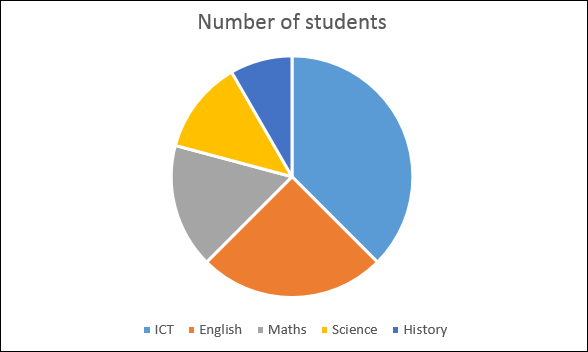 Number of students
ICT English Maths Science History